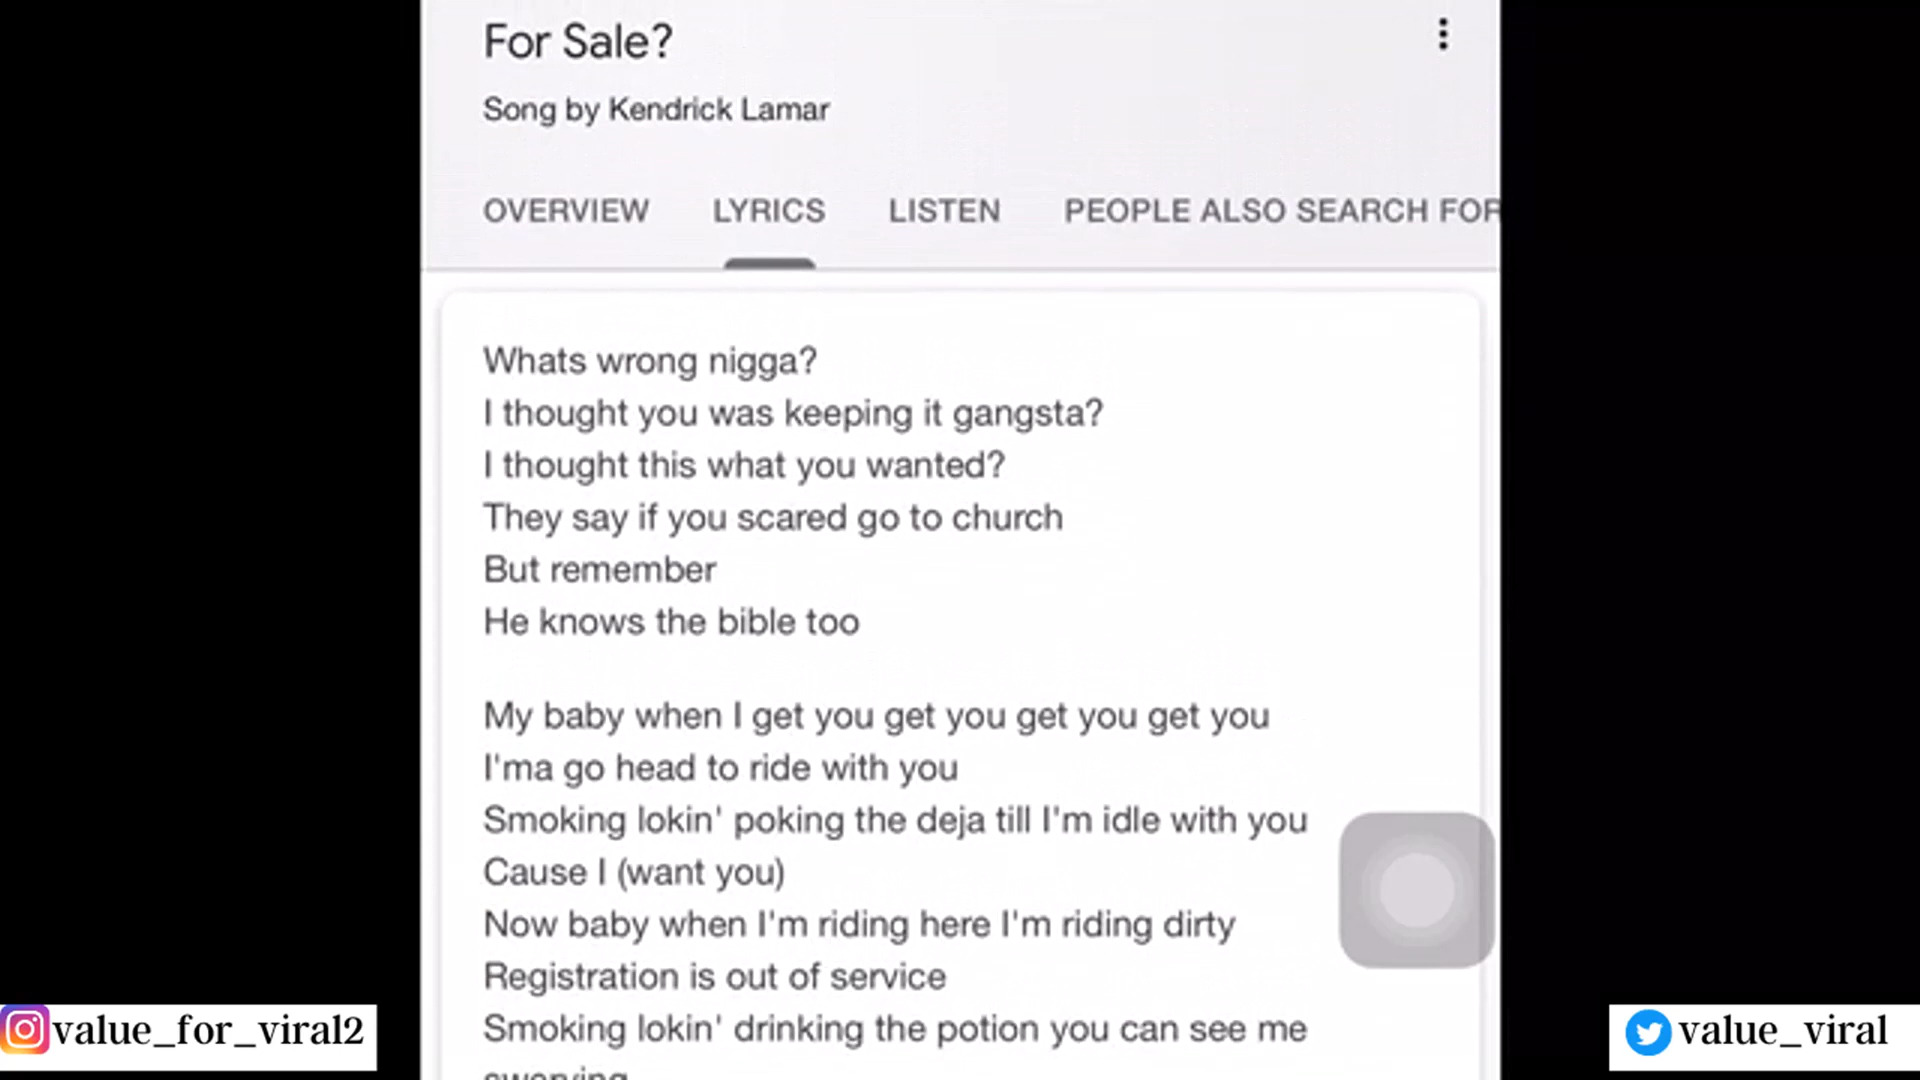 For Sale?
Song by Kendrick Lamar
OVERVIEW LYRICS LISTEN PEOPLE ALSO SEARCH FOR
Whats wrong nigga?
I thought you was keeping it gangsta?
I thought this what you wanted?
They say if you scared go to church
But remember
He knows the bible too
My baby when I get you get you get you get you
I'ma go head to ride with you
Smoking lokin' poking the deja till I'm idle with you
Cause I (want you)
Now baby when I'm riding here I'm riding dirty
Registration is out of service
Smoking lokin' drinking the potion you can see me
swerving
value_for_viral2
value_viral